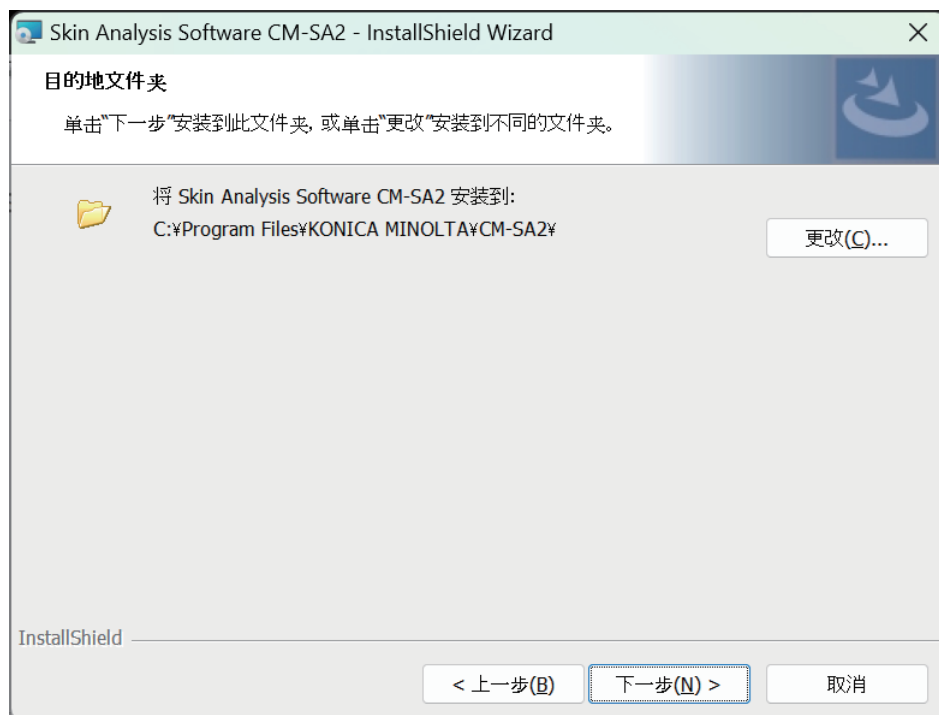 Skin Analysis Software CM-SA2 - InstallShield Wizard
目的地文件夹
单击“下一步”安装到此文件夹, 或单击“更改”安装到不同的文件夹。
将 Skin Analysis Software CM-SA2 安装到:
C:¥Program Files¥KONICA MINOLTA¥CM-SA2¥
更改(C)...
InstallShield
< 上一步(B)
下一步(N) >
取消